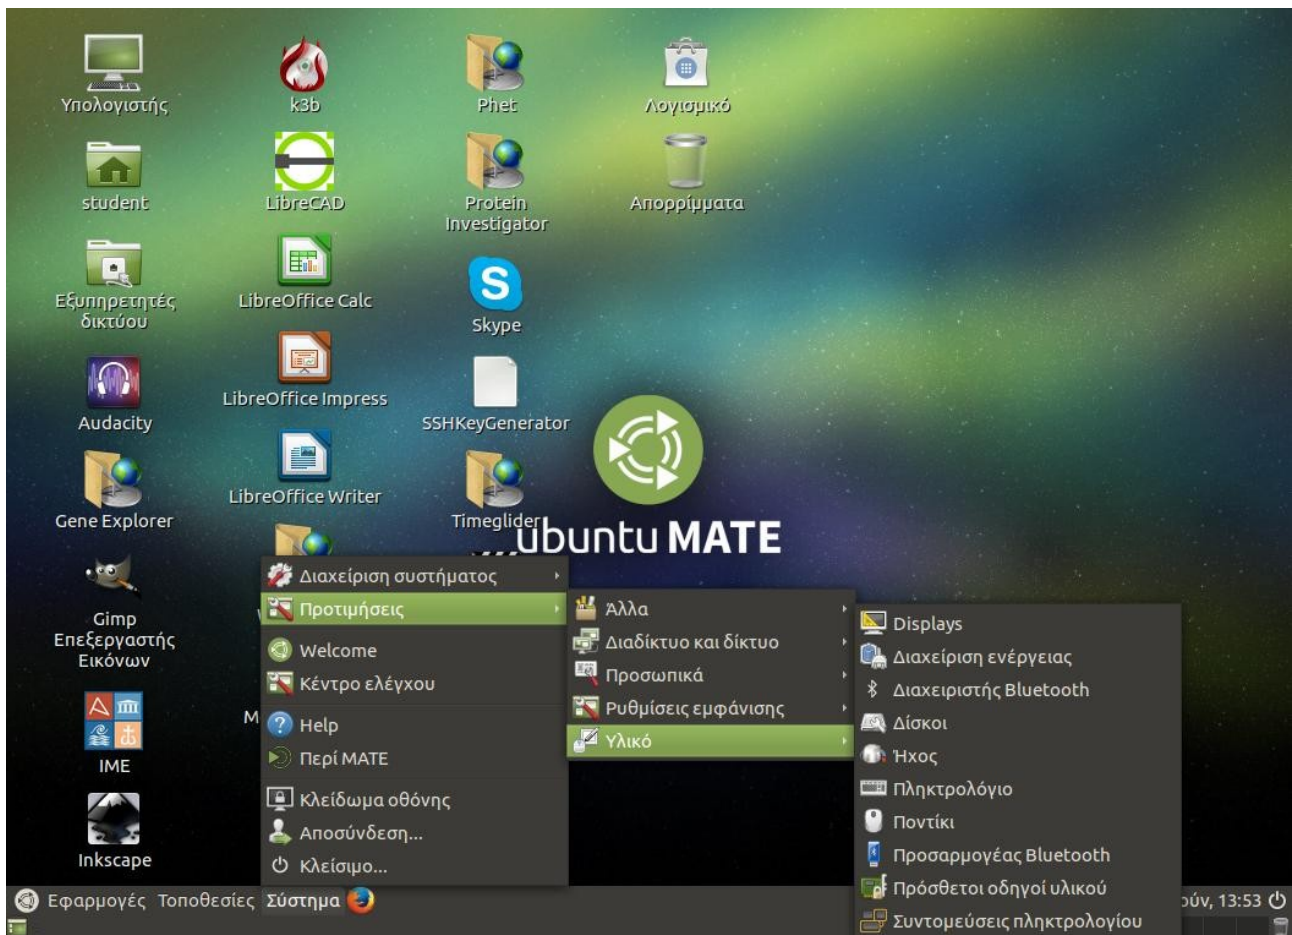 Υπολογιστής
student
Εξυπηρετητές
δικτύου
Audacity
Gene Explorer
Gimp
Επεξεργαστής
Εικόνων
IME
Inkscape
k3b
LibreCAD
LibreOffice Calc
LibreOffice Impress
LibreOffice Writer
Phet
Protein
Investigator
Skype
SSHKeyGenerator
Timeglider
Λογισμικό
Απορρίμματα
ubuntu MATE
Διαχείριση συστήματος
Προτιμήσεις
Welcome
Κέντρο ελέγχου
Help
Περί MATE
Κλείδωμα οθόνης
Αποσύνδεση...
Κλείσιμο...
Άλλα
Διαδίκτυο και δίκτυο
Προσωπικά
Ρυθμίσεις εμφάνισης
Υλικό
Displays
Διαχείριση ενέργειας
Διαχειριστής Bluetooth
Δίσκοι
Ήχος
Πληκτρολόγιο
Ποντίκι
Προσαρμογέας Bluetooth
Πρόσθετοι οδηγοί υλικού
Συντομεύσεις πληκτρολογίου
Εφαρμογές Τοποθεσίες Σύστημα
13:53